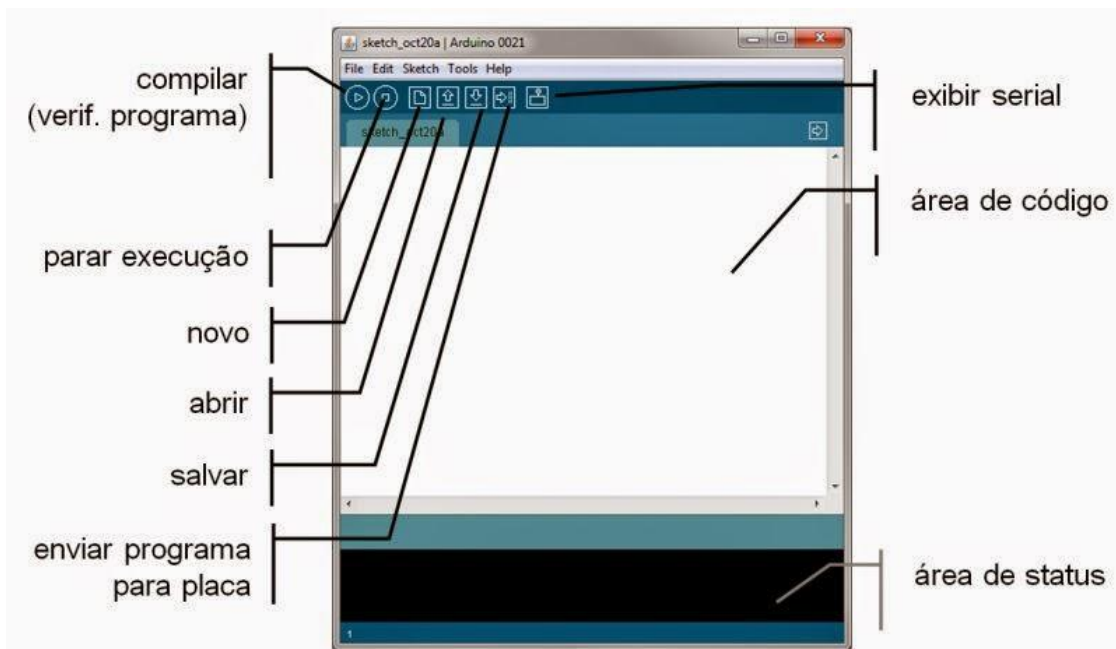 sketch_oct20a | Arduino 0021
File Edit Sketch Tools Help
sketch_oct20a
compilar
(verif. programa)
parar execução
novo
abrir
salvar
enviar programa
para placa
exibir serial
área de código
área de status
1